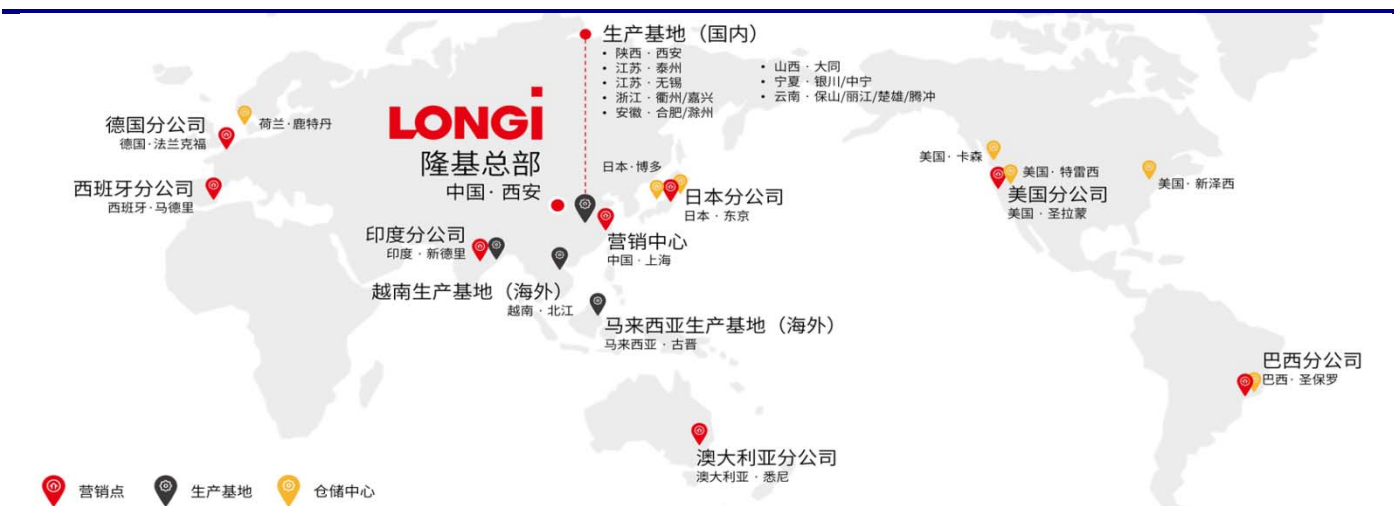 生产基地（国内）
• 陕西 · 西安
• 江苏 · 泰州
• 江苏 · 无锡
• 浙江 · 衢州/嘉兴
• 安徽 · 合肥/滁州
• 山西 · 大同
• 宁夏 · 银川/中宁
• 云南 · 保山/丽江/楚雄/腾冲
LONGi
隆基总部
中国 · 西安
德国分公司
德国·法兰克福
荷兰·鹿特丹
西班牙分公司
西班牙·马德里
印度分公司
印度 · 新德里
越南生产基地（海外）
越南 · 北江
日本·博多
日本分公司
日本 · 东京
营销中心
中国 · 上海
马来西亚生产基地（海外）
马来西亚 · 古晋
澳大利亚分公司
澳大利亚 · 悉尼
美国 · 卡森
美国 · 特雷西
美国分公司
美国 · 圣拉蒙
美国 · 新泽西
巴西分公司
巴西 · 圣保罗
营销点
生产基地
仓储中心